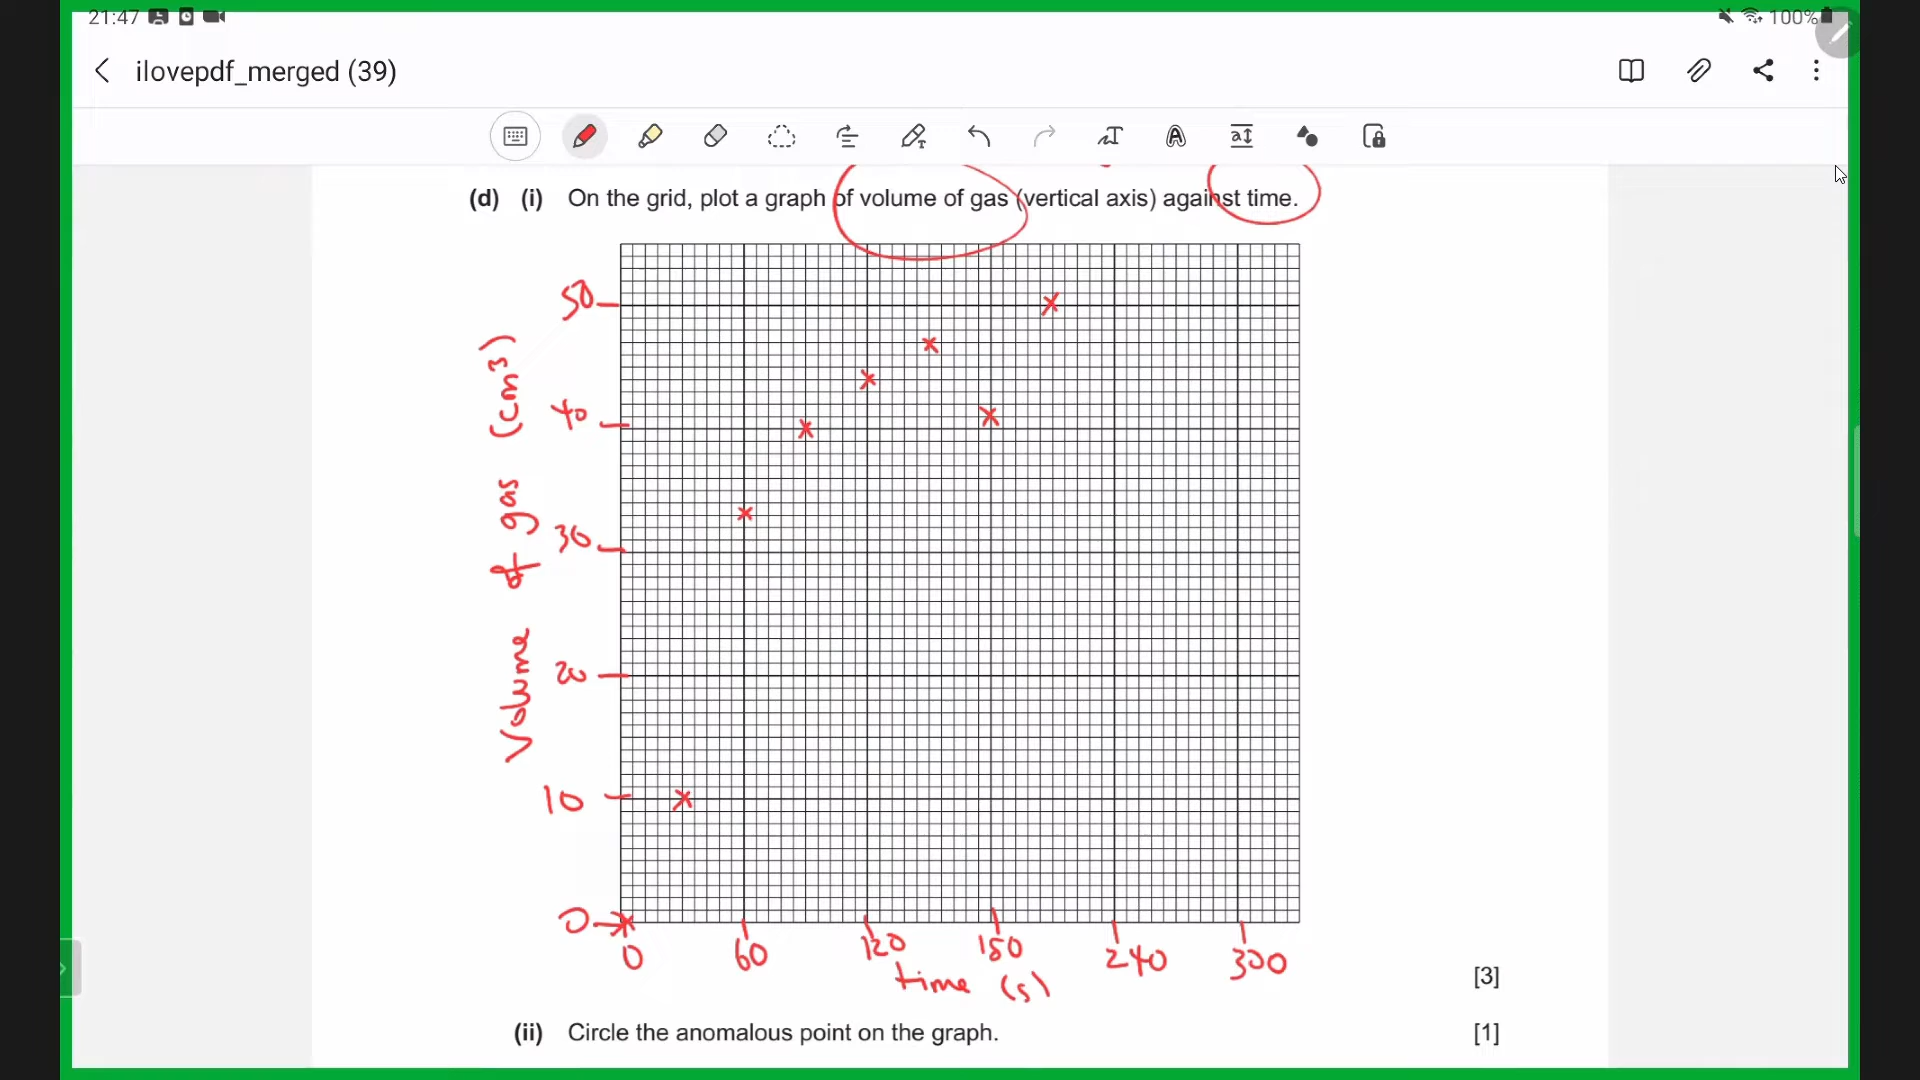 21:47
100%
ilovepdf_merged (39)
(d) (i) On the grid, plot a graph of volume of gas (vertical axis) against time.
50
40
30
20
10
0
Volume of gas (cm³)
0 60 120 180 240 300
time (s)
[3]
(ii) Circle the anomalous point on the graph. [1]